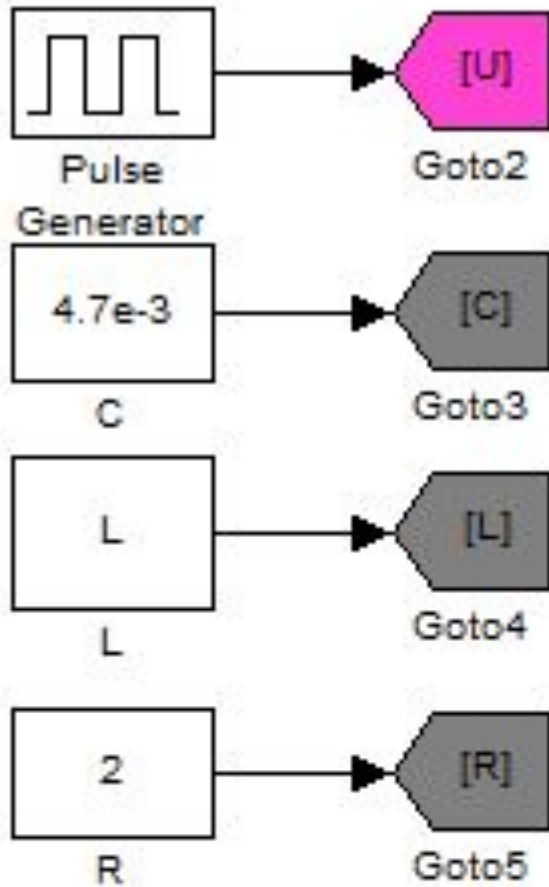 [U]
Pulse
Generator
Goto2
4.7e-3
[C]
C
Goto3
L
[L]
L
Goto4
2
[R]
R
Goto5